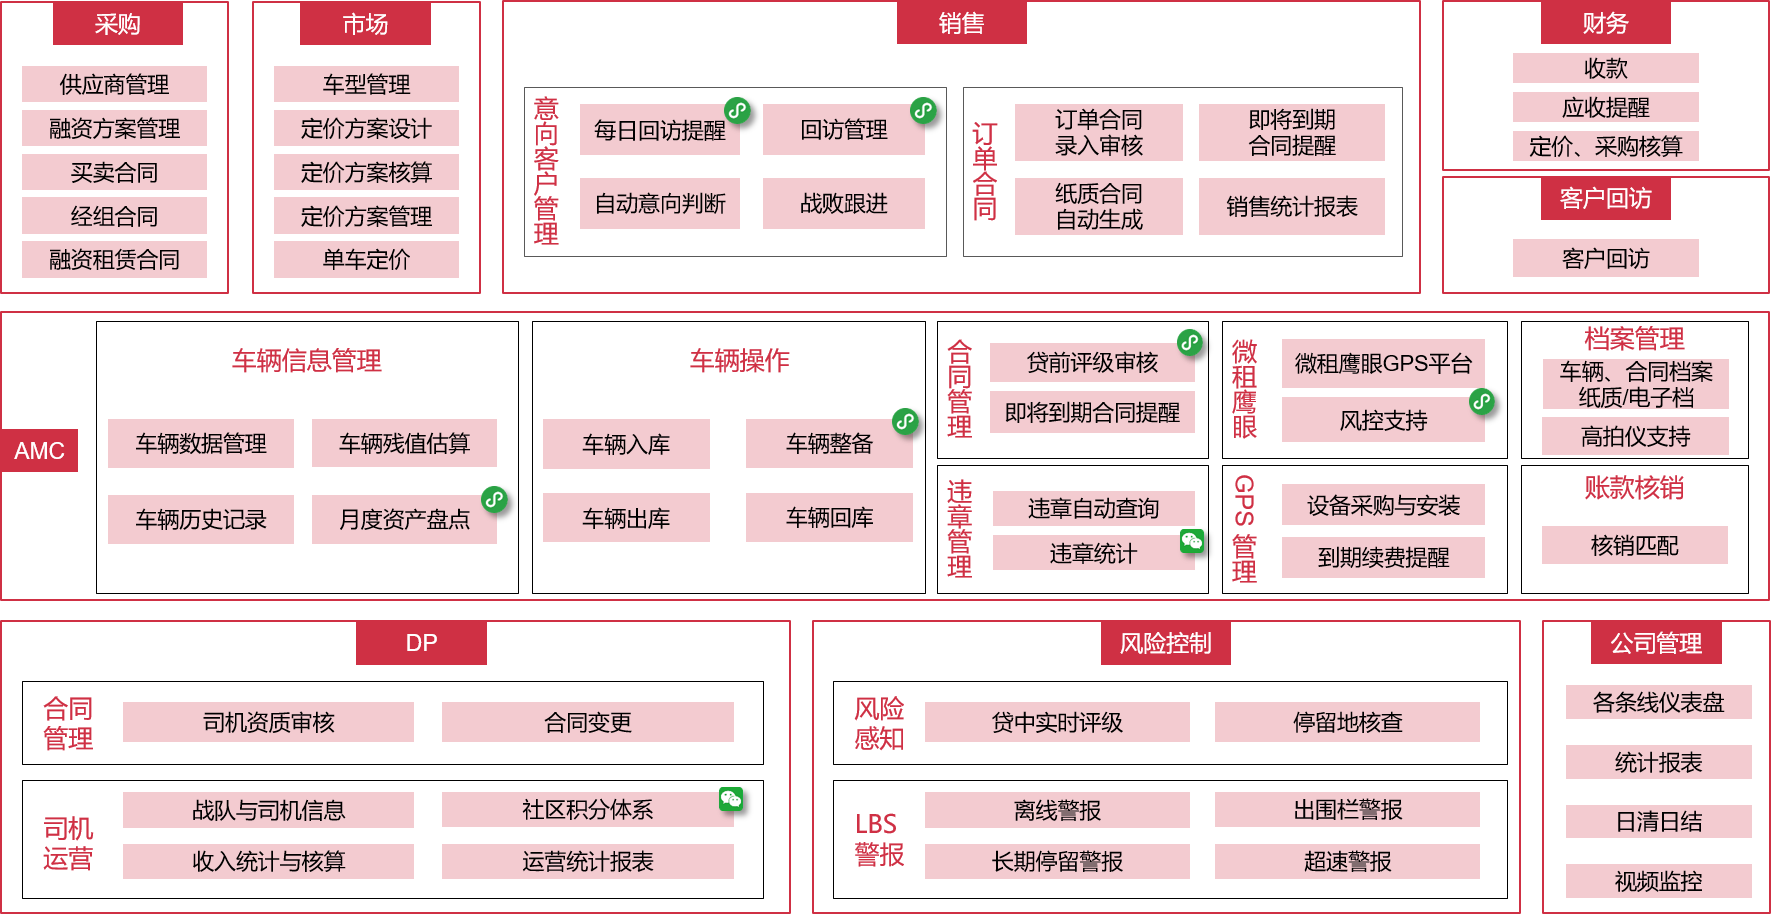 采购
供应商管理
融资方案管理
买卖合同
经组合同
融资租赁合同
市场
车型管理
定价方案设计
定价方案核算
定价方案管理
单车定价
销售
意向客户管理
每日回访提醒
回访管理
自动意向判断
战败跟进
订单合同
订单合同
录入审核
即将到期
合同提醒
纸质合同
自动生成
销售统计报表
财务
收款
应收提醒
定价、采购核算
客户回访
客户回访
AMC
车辆信息管理
车辆数据管理
车辆残值估算
车辆历史记录
月度资产盘点
车辆操作
车辆入库
车辆整备
车辆出库
车辆回库
合同管理
贷前评级审核
即将到期合同提醒
违章管理
违章自动查询
违章统计
微租鹰眼
微租鹰眼GPS平台
风控支持
GPS管理
设备采购与安装
到期续费提醒
档案管理
车辆、合同档案
纸质/电子档
高拍仪支持
账款核销
核销匹配
DP
合同
管理
司机资质审核
合同变更
司机
运营
战队与司机信息
社区积分体系
收入统计与核算
运营统计报表
风险控制
风险
感知
贷中实时评级
停留地核查
LBS
警报
离线警报
出围栏警报
长期停留警报
超速警报
公司管理
各条线仪表盘
统计报表
日清日结
视频监控